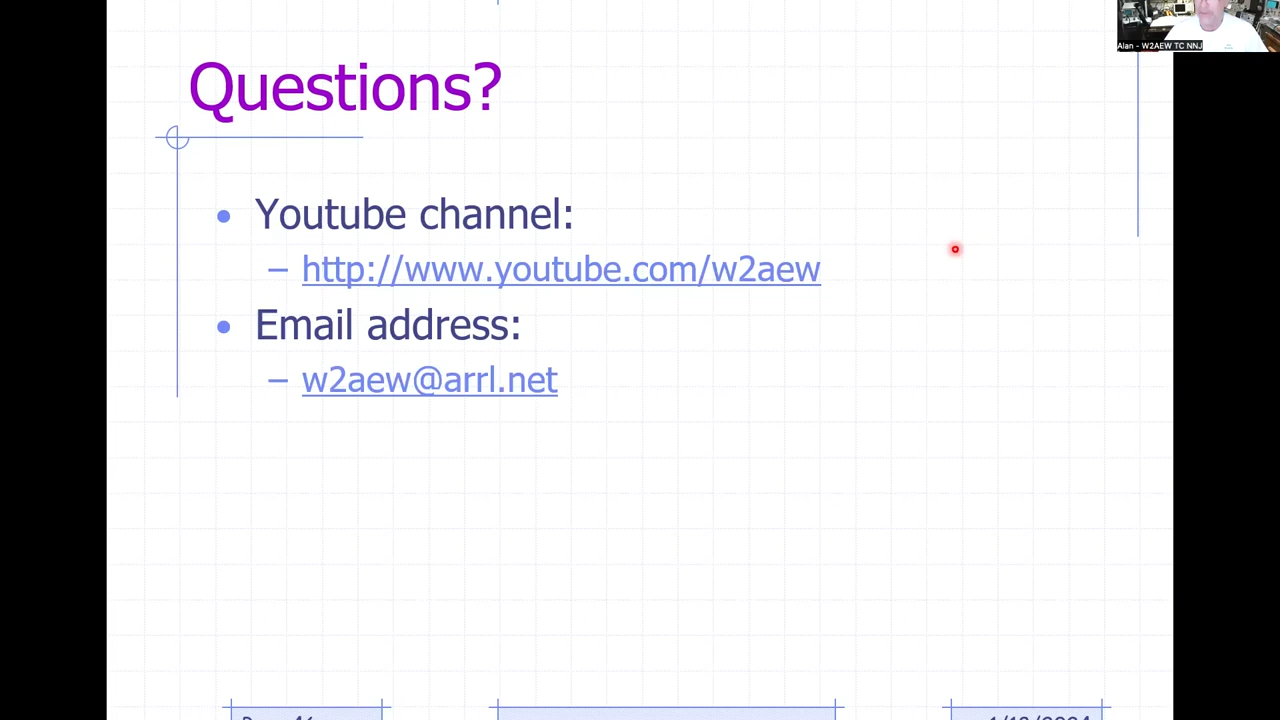 Alan - W2AEW TC NNJ
Questions?
• Youtube channel:
– http://www.youtube.com/w2aew
• Email address:
– w2aew@arrl.net